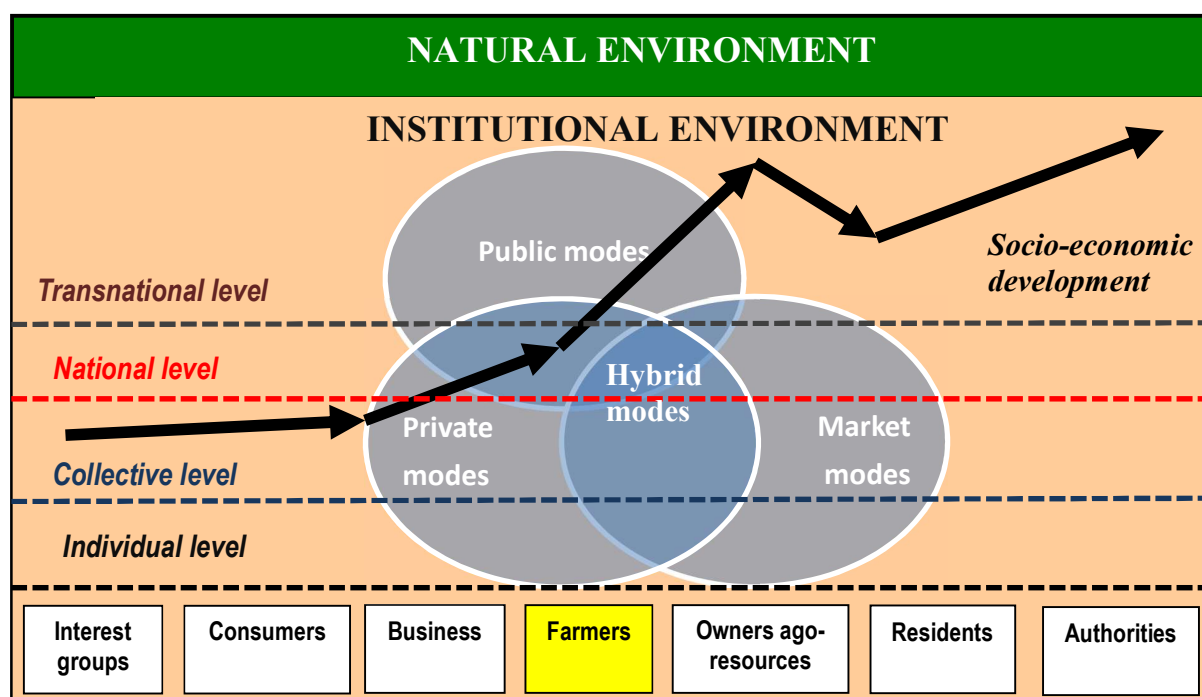 NATURAL ENVIRONMENT
INSTITUTIONAL ENVIRONMENT
Public modes
Socio-economic
development
Transnational level
National level
Hybrid
modes
Private
modes
Market
modes
Collective level
Individual level
Interest
groups
Consumers
Business
Farmers
Owners ago-
resources
Residents
Authorities